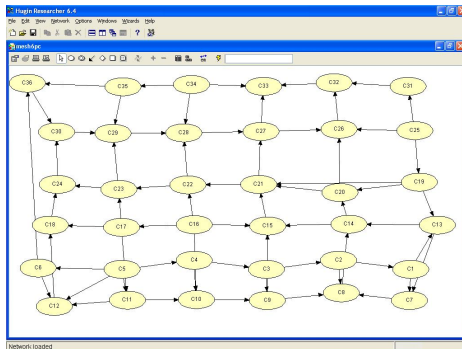 Hugin Researcher 6.4
File Edit View Network Options Windows Wizards Help
mesh6pc
C36 C35 C34 C33 C32 C31
C30 C29 C28 C27 C26 C25
C24 C23 C22 C21 C20 C19
C18 C17 C16 C15 C14 C13
C6 C5 C4 C3 C2 C1
C12 C11 C10 C9 C8 C7
Network loaded